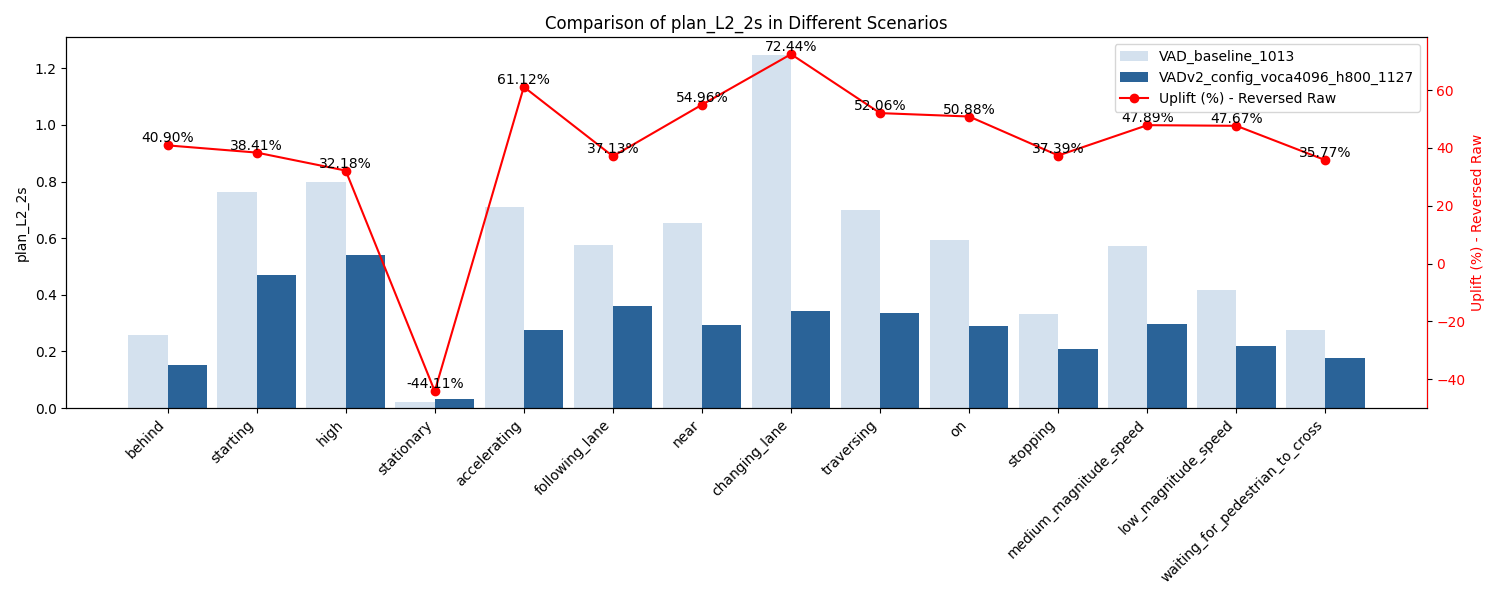 Comparison of plan_L2_2s in Different Scenarios
VAD_baseline_1013
VADv2_config_voca4096_h800_1127
Uplift (%) - Reversed Raw
plan_L2_2s
1.2
1.0
0.8
0.6
0.4
0.2
0.0
40.90%
38.41%
32.18%
-44.11%
61.12%
37.13%
54.96%
72.44%
52.06%
50.88%
37.39%
47.89%
47.67%
35.77%
60
40
20
0
−20
−40
Uplift (%) - Reversed Raw
behind
starting
high
stationary
accelerating
following_lane
near
changing_lane
traversing
on
stopping
medium_magnitude_speed
low_magnitude_speed
waiting_for_pedestrian_to_cross